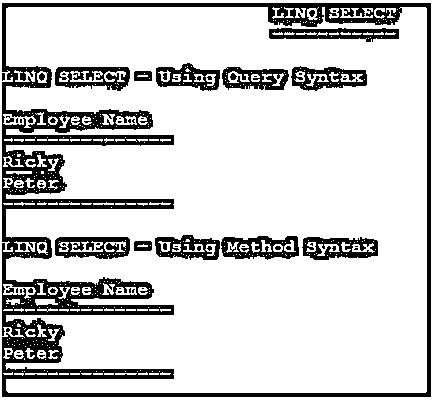 LINQ SELECT
-----------
LINQ SELECT - Using Query Syntax
Employee Name
---------------
Ricky
Peter
---------------
LINQ SELECT - Using Method Syntax
Employee Name
---------------
Ricky
Peter
---------------